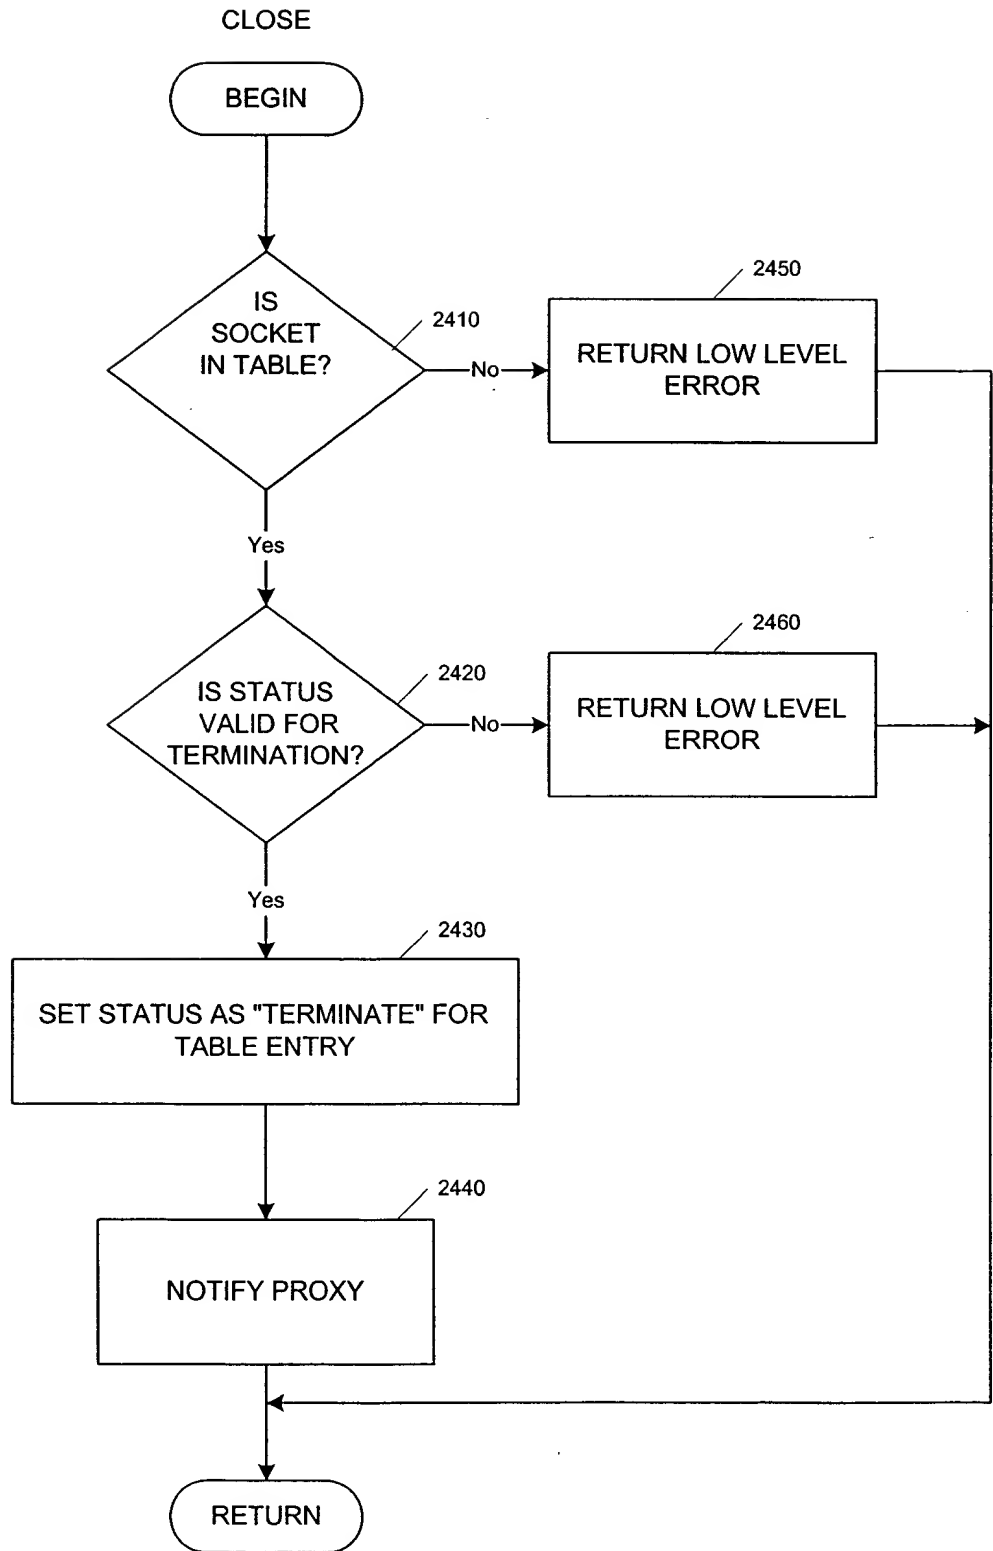 CLOSE
BEGIN
IS
SOCKET
IN TABLE?
2410
No
2450
RETURN LOW LEVEL
ERROR
Yes
IS STATUS
VALID FOR
TERMINATION?
2420
No
2460
RETURN LOW LEVEL
ERROR
Yes
2430
SET STATUS AS "TERMINATE" FOR
TABLE ENTRY
2440
NOTIFY PROXY
RETURN